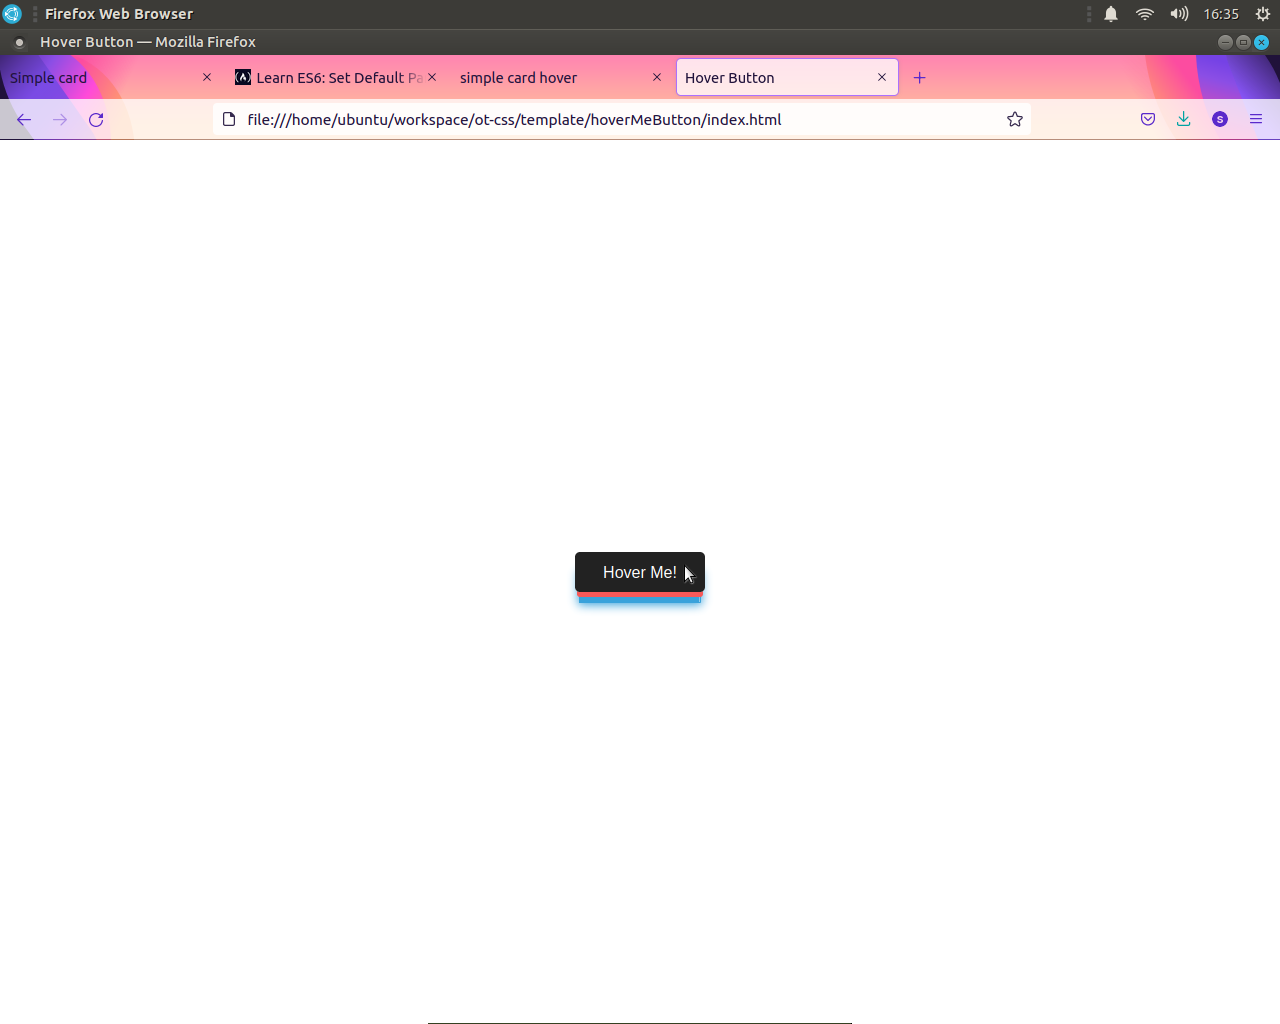 Firefox Web Browser
16:35
Hover Button — Mozilla Firefox
Simple card
Learn ES6: Set Default Pa
simple card hover
Hover Button
file:///home/ubuntu/workspace/ot-css/template/hoverMeButton/index.html
S
Hover Me!